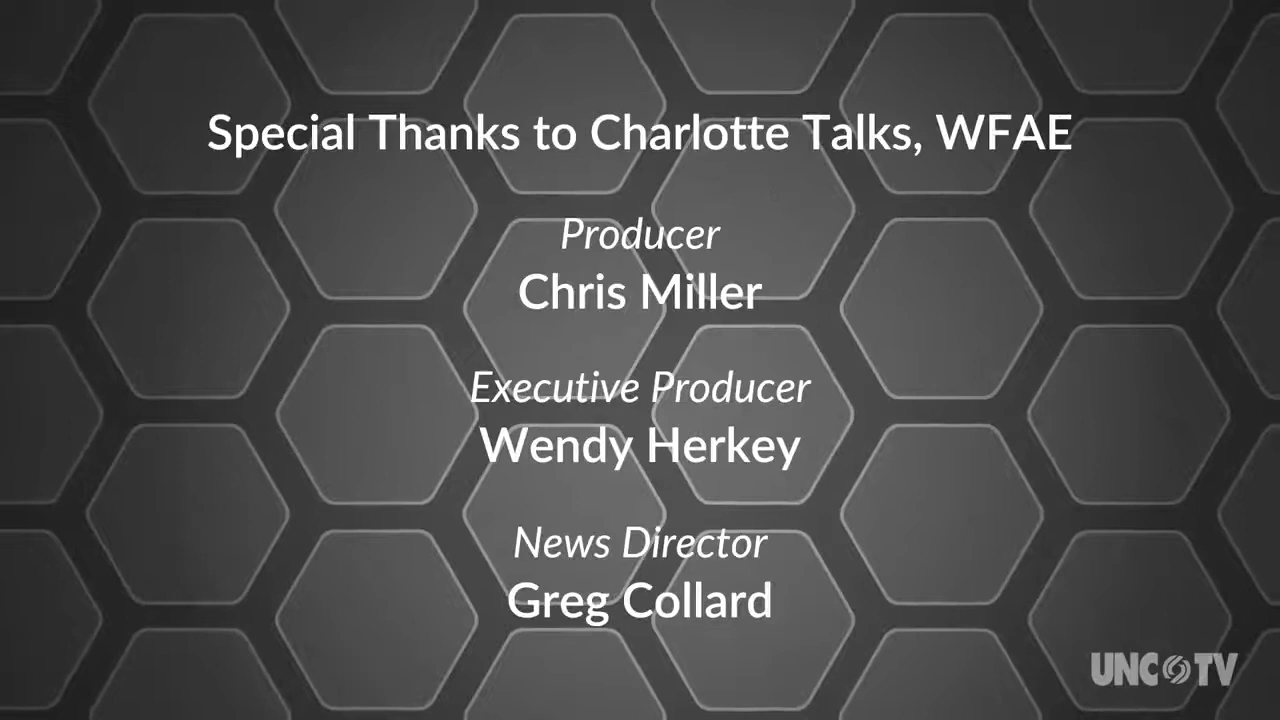 Special Thanks to Charlotte Talks, WFAE
Producer
Chris Miller
Executive Producer
Wendy Herkey
News Director
Greg Collard
UNC TV